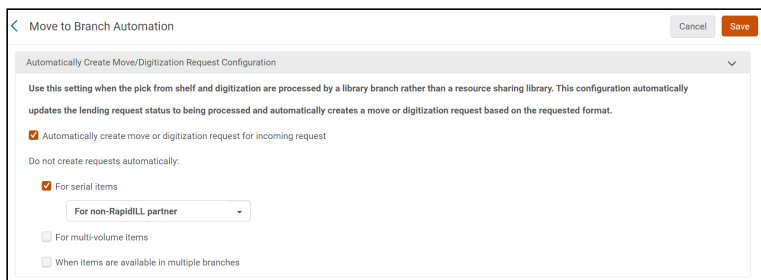 Move to Branch Automation
Cancel
Save
Automatically Create Move/Digitization Request Configuration
Use this setting when the pick from shelf and digitization are processed by a library branch rather than a resource sharing library. This configuration automatically
updates the lending request status to being processed and automatically creates a move or digitization request based on the requested format.
Automatically create move or digitization request for incoming request
Do not create requests automatically:
For serial items
For non-RapidILL partner
For multi-volume items
When items are available in multiple branches